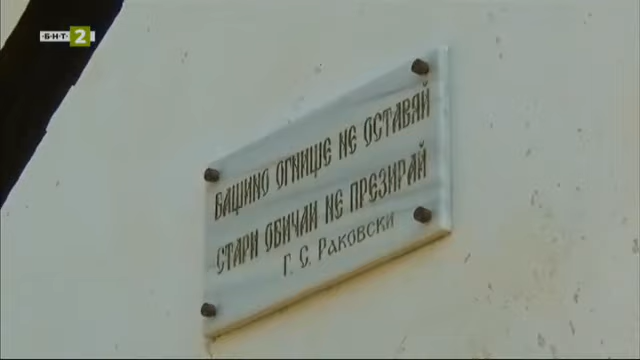 БНТ 2
БАЩИНО ОГНИЩЕ НЕ ОСТАВЯЙ
СТАРИ ОБИЧАИ НЕ ПРЕЗИРАЙ
Г. С. РАКОВСКИ